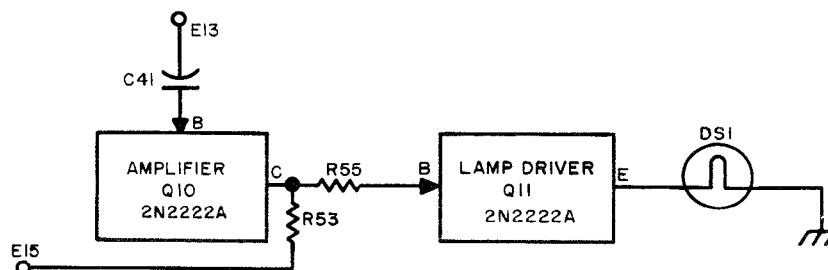 E13
C41
B
AMPLIFIER
Q10
2N2222A
C
R55
R53
B
LAMP DRIVER
Q11
2N2222A
E
DS1
E15